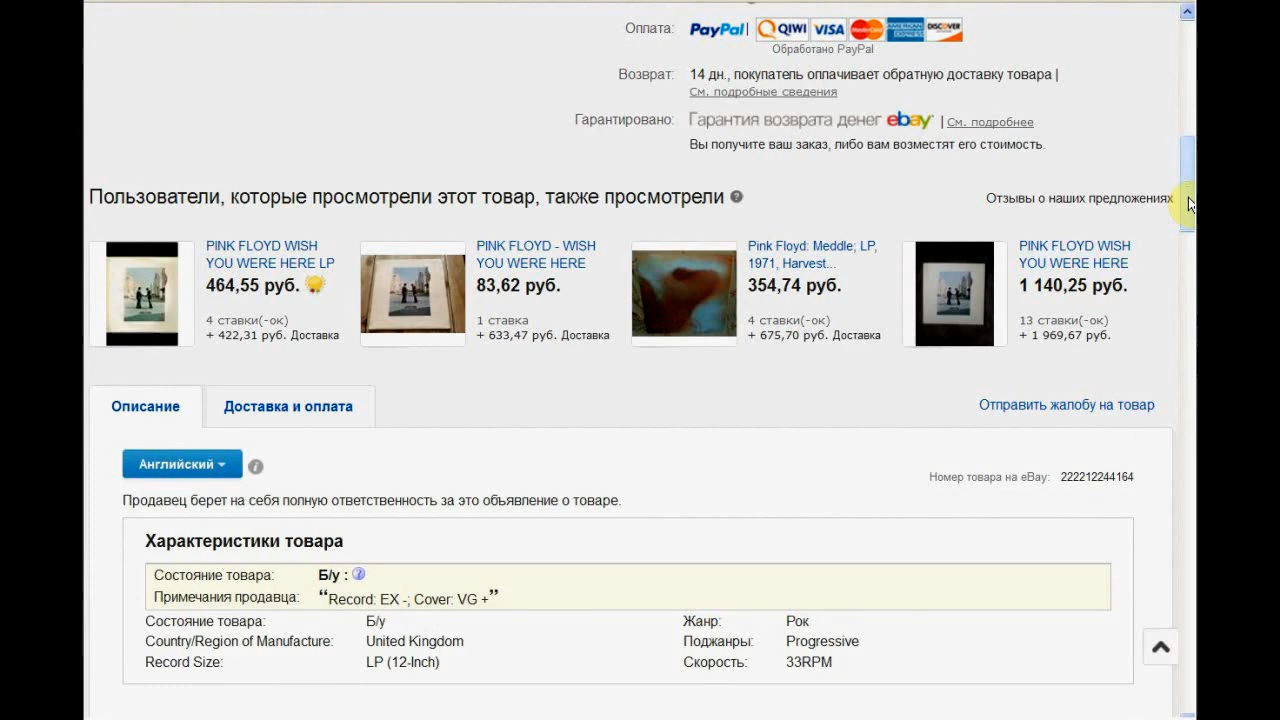 Оплата: PayPal | QIWI VISA MasterCard AMERICAN EXPRESS DISCOVER
Обработано PayPal
Возврат: 14 дн., покупатель оплачивает обратную доставку товара |
См. подробные сведения
Гарантировано: Гарантия возврата денег ebay | См. подробнее
Вы получите ваш заказ, либо вам возместят его стоимость.
Пользователи, которые просмотрели этот товар, также просмотрели ?
Отзывы о наших предложениях
PINK FLOYD WISH
YOU WERE HERE LP
464,55 руб.
4 ставки(-ок)
+ 422,31 руб. Доставка
PINK FLOYD - WISH
YOU WERE HERE
83,62 руб.
1 ставка
+ 633,47 руб. Доставка
Pink Floyd: Meddle; LP,
1971, Harvest...
354,74 руб.
4 ставки(-ок)
+ 675,70 руб. Доставка
PINK FLOYD WISH
YOU WERE HERE
1 140,25 руб.
13 ставки(-ок)
+ 1 969,67 руб.
Описание
Доставка и оплата
Отправить жалобу на товар
Английский
Номер товара на eBay: 222212244164
Продавец берет на себя полную ответственность за это объявление о товаре.
Характеристики товара
Состояние товара: Б/у :
Примечания продавца: “Record: EX -; Cover: VG +”
Состояние товара: Б/у Жанр: Рок
Country/Region of Manufacture: United Kingdom Поджанры: Progressive
Record Size: LP (12-Inch) Скорость: 33RPM